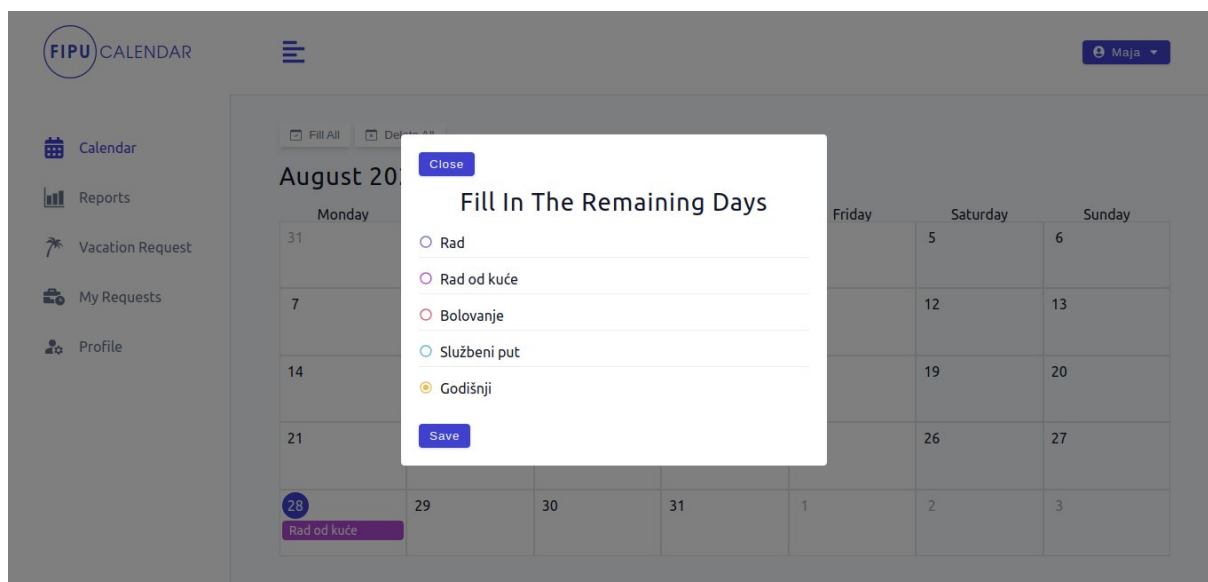 FIPU CALENDAR
Maja
Calendar
Reports
Vacation Request
My Requests
Profile
Fill All
August 20
Monday
Friday
Saturday
Sunday
31
5
6
7
12
13
14
19
20
21
26
27
28
29
30
31
1
2
3
Rad od kuće
Close
Fill In The Remaining Days
Rad
Rad od kuće
Bolovanje
Službeni put
Godišnji
Save